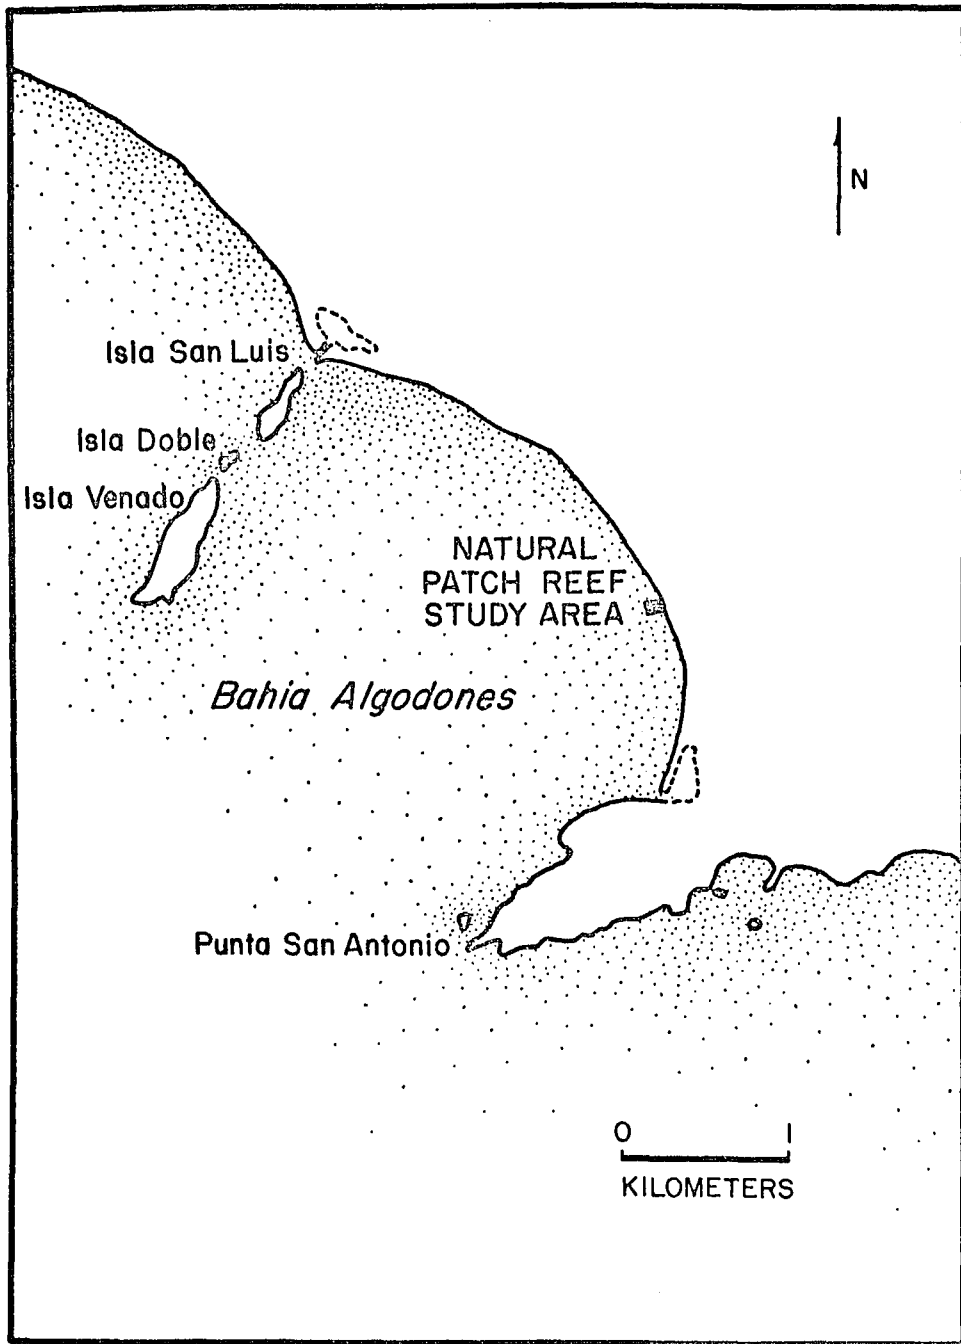 N
Isla San Luis
Isla Doble
Isla Venado
NATURAL
PATCH REEF
STUDY AREA
Bahia Algodones
Punta San Antonio
0 1
KILOMETERS